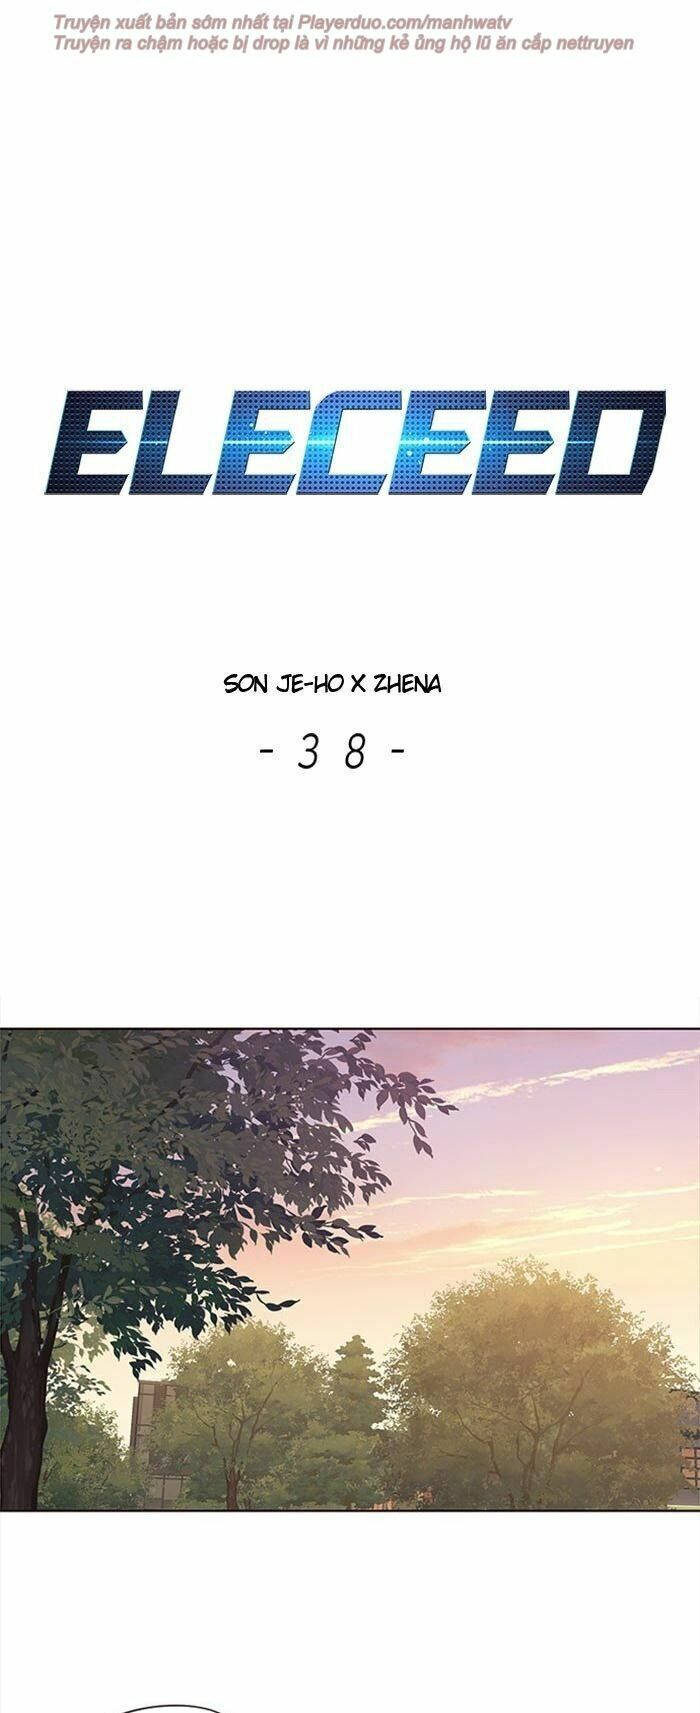 Truyện xuất bản sớm nhất tại Playerduo.com/manhwatv
Truyện ra chậm hoặc bị drop là vì những kẻ ủng hộ lũ ăn cắp nettruyen
ELECEED
SON JE-HO X ZHENA
- 3 8 -